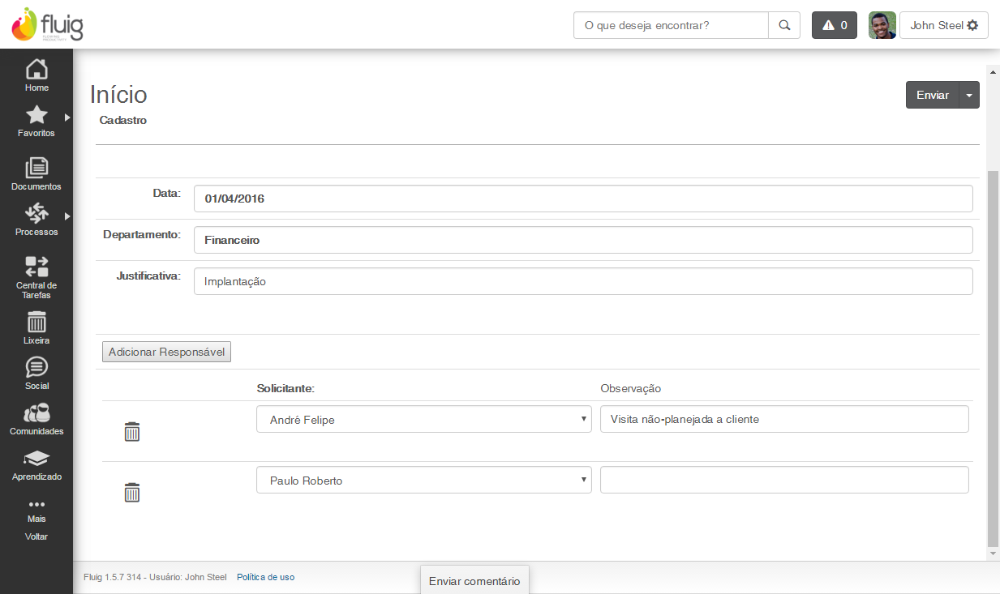 fluig
FLOWING
PRODUCTIVITY
O que deseja encontrar?
0
John Steel
Home
Favoritos
Documentos
Processos
Central de
Tarefas
Lixeira
Social
Comunidades
Aprendizado
Mais
Voltar
Início
Enviar
Cadastro
Data: 01/04/2016
Departamento: Financeiro
Justificativa: Implantação
Adicionar Responsável
Solicitante: Observação
André Felipe Visita não-planejada a cliente
Paulo Roberto
Fluig 1.5.7 314 - Usuário: John Steel Política de uso
Enviar comentário